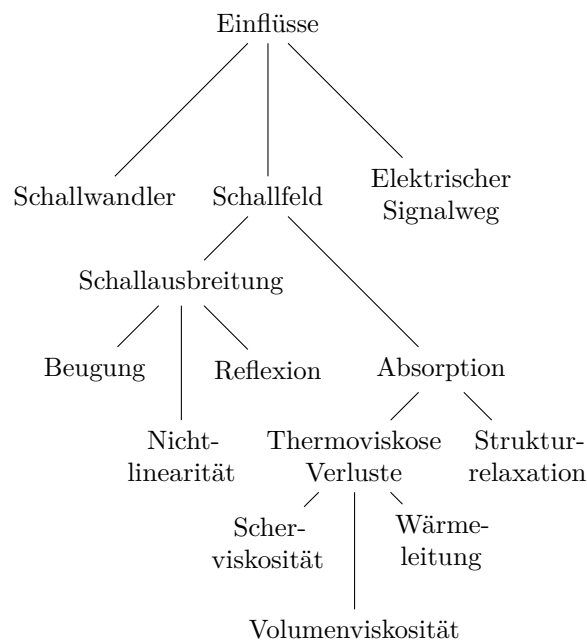 Einflüsse
Schallwandler
Schallfeld
Elektrischer
Signalweg
Schallausbreitung
Beugung
Reflexion
Absorption
Nicht-
linearität
Thermoviskose
Verluste
Struktur-
relaxation
Scher-
viskosität
Wärme-
leitung
Volumenviskosität